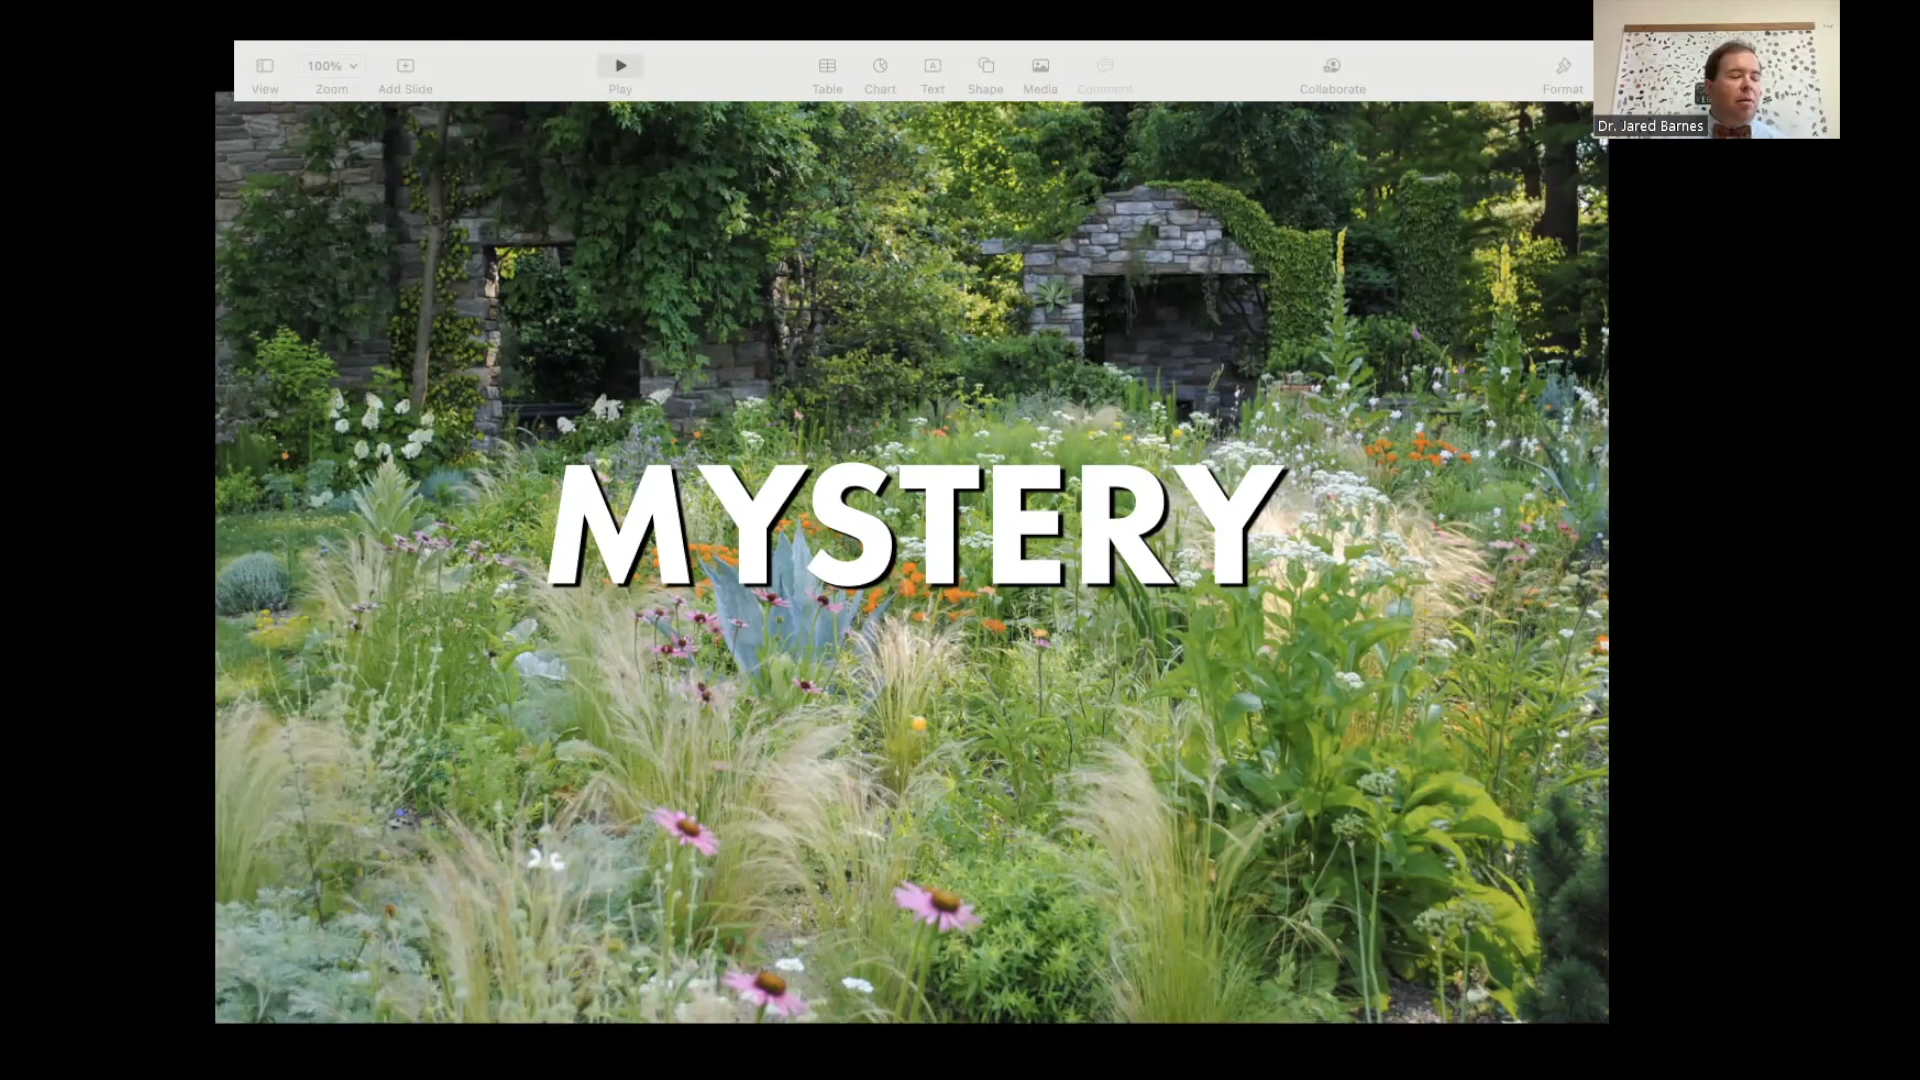 100%
View Zoom Add Slide Play Table Chart Text Shape Media Comment Collaborate Format
Dr. Jared Barnes
MYSTERY